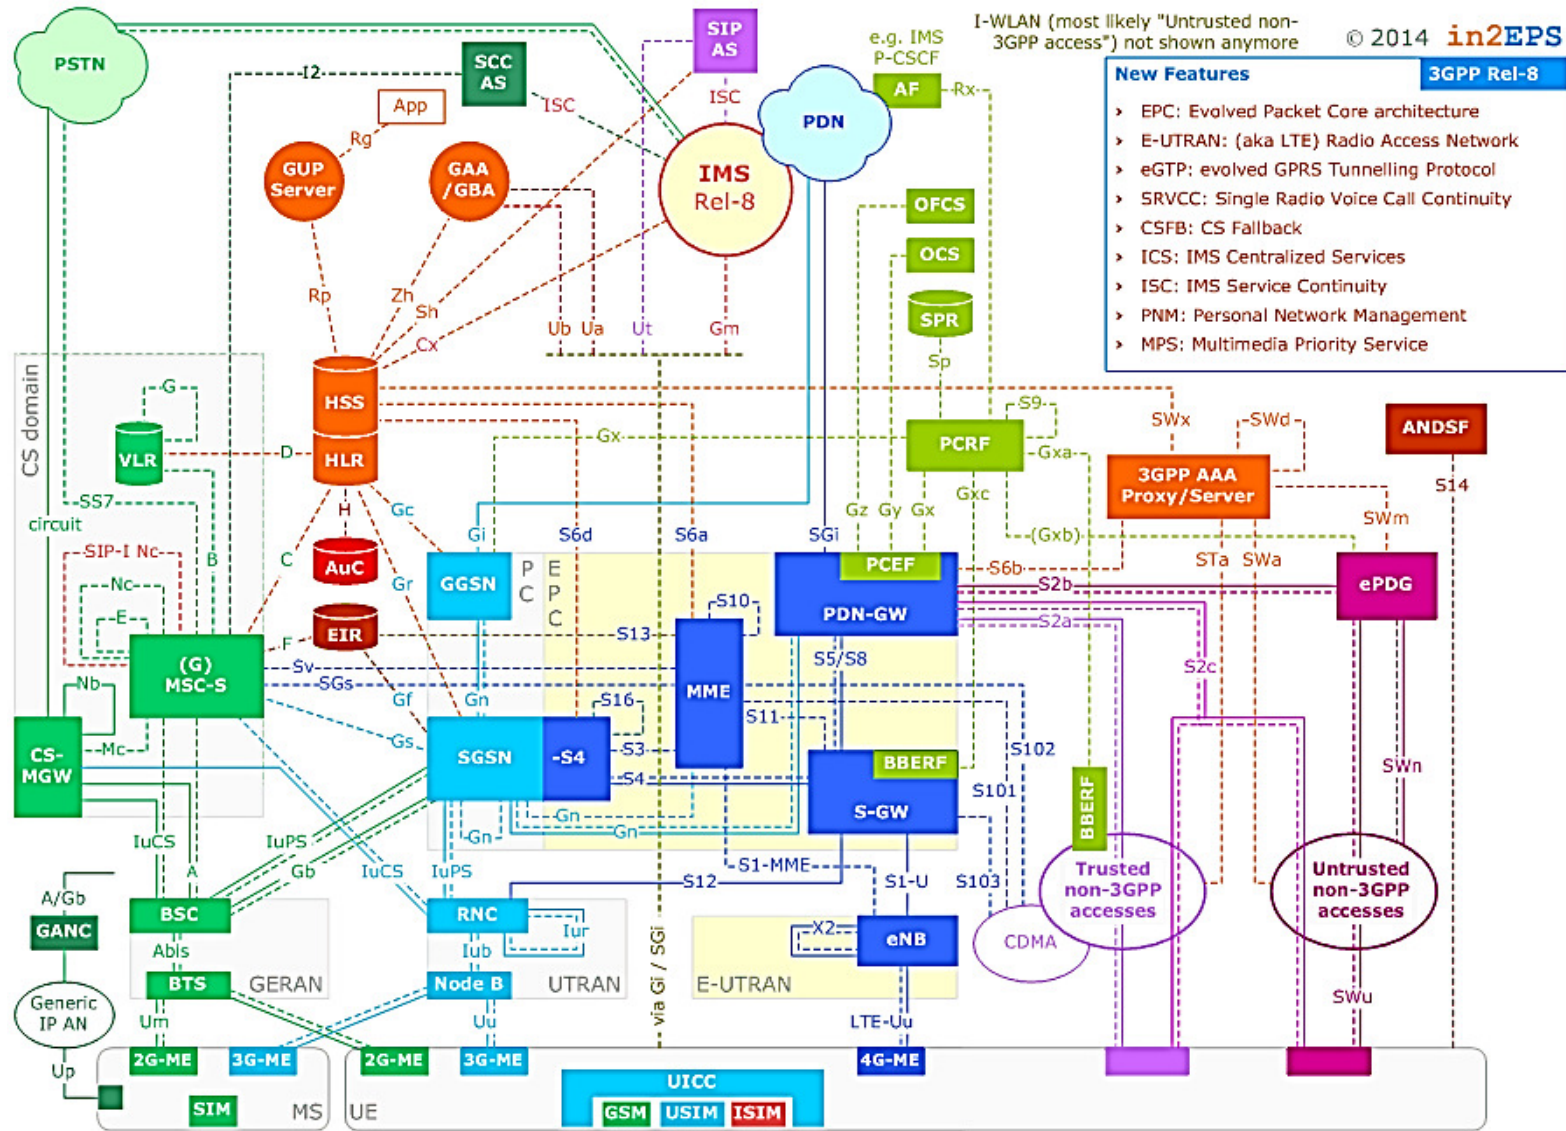 PSTN
SIP
AS
I-WLAN (most likely "Untrusted non-
3GPP access") not shown anymore
© 2014 in2EPS
SCC
AS
I2
ISC
ISC
e.g. IMS
P-CSCF
AF
Rx
PDN
New Features
3GPP Rel-8
› EPC: Evolved Packet Core architecture
› E-UTRAN: (aka LTE) Radio Access Network
› eGTP: evolved GPRS Tunnelling Protocol
› SRVCC: Single Radio Voice Call Continuity
› CSFB: CS Fallback
› ICS: IMS Centralized Services
› ISC: IMS Service Continuity
› PNM: Personal Network Management
› MPS: Multimedia Priority Service
App
Rg
GUP
Server
GAA
/GBA
IMS
Rel-8
OFCS
OCS
SPR
Sp
Rp
Zh
Sh
Cx
Ub
Ua
Ut
Gm
CS domain
G
VLR
D
HSS
HLR
Gx
PCRF
S9
Gxa
SWx
SWd
3GPP AAA
Proxy/Server
ANDSF
SS7
circuit
SIP-I Nc
Nc
E
B
C
H
Gc
AuC
Gr
Gi
S6d
S6a
SGi
Gz
Gy
Gx
Gxc
(Gxb)
SWm
S14
EIR
F
GGSN
P
C
E
P
C
S10
PCEF
PDN-GW
S6b
STa
SWa
S2b
S2a
ePDG
(G)
MSC-S
Sv
SGs
S13
MME
S5/S8
S2c
Nb
Mc
CS-
MGW
Gs
Gf
Gn
SGSN
-S4
S16
S3
S4
S11
BBERF
S-GW
S102
S101
SWn
BBERF
Gn
Gn
Gn
IuCS
A
IuPS
Gb
IuCS
IuPS
S12
S1-MME
S1-U
S103
A/Gb
GANC
BSC
Abis
BTS
GERAN
RNC
Iur
Iub
Node B
UTRAN
via Gi / SGi
X2
eNB
E-UTRAN
CDMA
Trusted
non-3GPP
accesses
Untrusted
non-3GPP
accesses
Generic
IP AN
Up
Um
Uu
LTE-Uu
SWu
2G-ME
3G-ME
2G-ME
3G-ME
4G-ME
SIM
MS
UE
UICC
GSM
USIM
ISIM